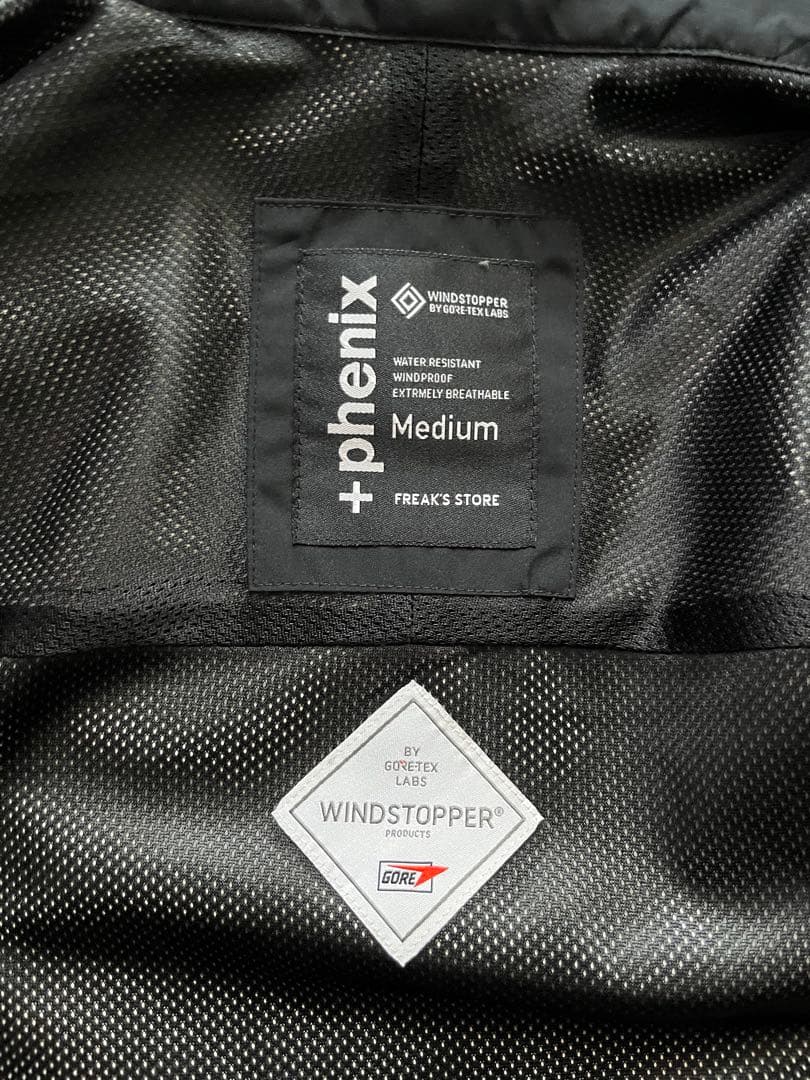 +phenix
WINDSTOPPER
BY GORE-TEX LABS
WATER RESISTANT
WINDPROOF
EXTRMELY BREATHABLE
Medium
FREAK'S STORE
BY
GORE-TEX
LABS
WINDSTOPPER®
PRODUCTS
GORE